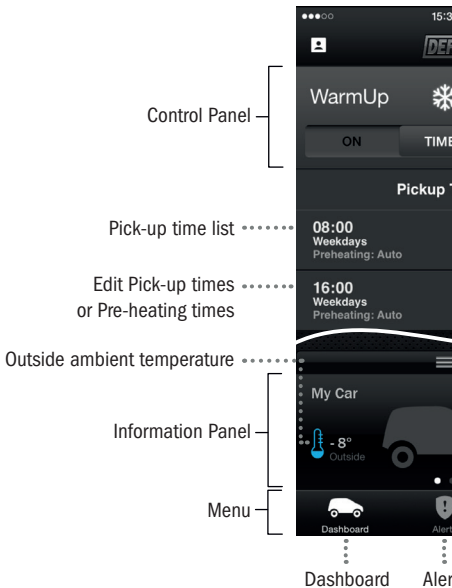 15:3
DEF
WarmUp
Control Panel
ON
TIME
Pickup T
Pick-up time list
08:00
Weekdays
Preheating: Auto
Edit Pick-up times
or Pre-heating times
16:00
Weekdays
Preheating: Auto
Outside ambient temperature
My Car
Information Panel
- 8°
Outside
Menu
Dashboard
Alert
Dashboard
Aler